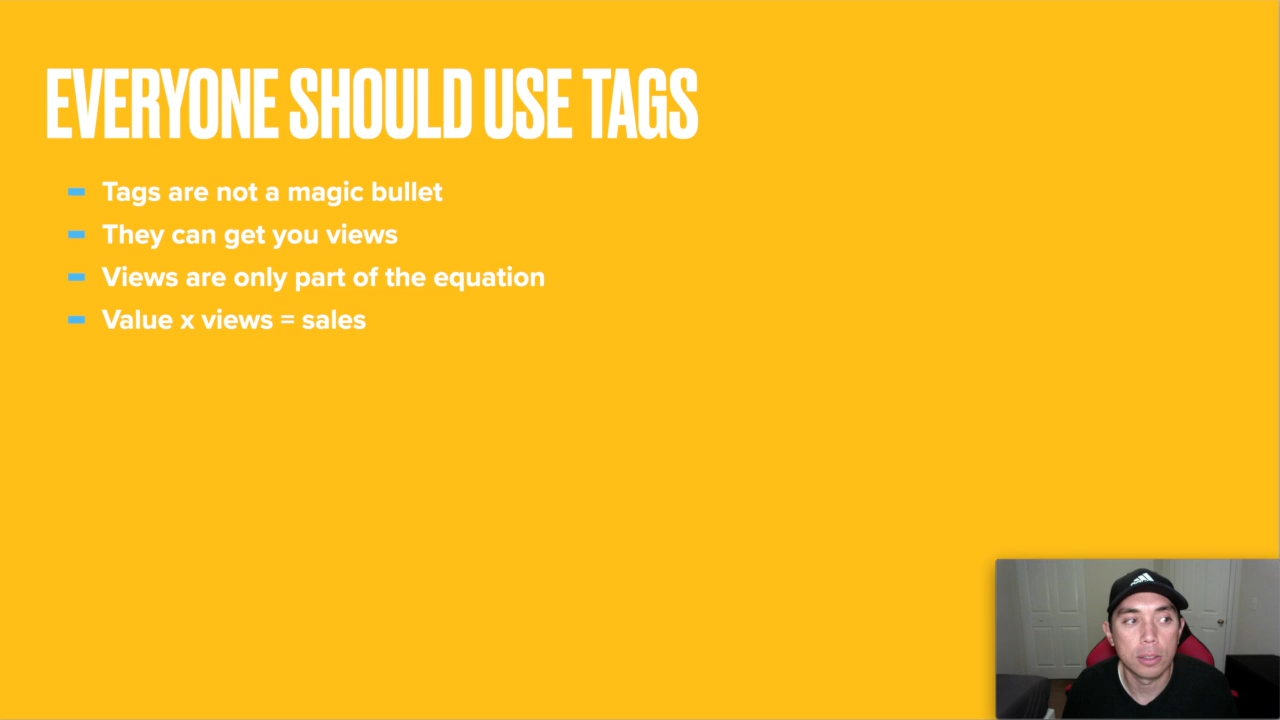 EVERYONE SHOULD USE TAGS
Tags are not a magic bullet
They can get you views
Views are only part of the equation
Value x views = sales